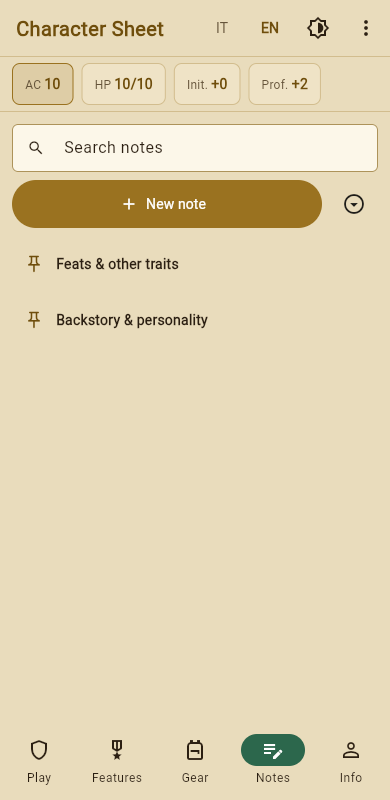 Character Sheet IT EN
AC 10 HP 10/10 Init. +0 Prof. +2
Search notes
New note
Feats & other traits
Backstory & personality
Play Features Gear Notes Info